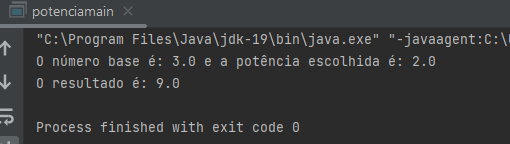 potenciamain
"C:\Program Files\Java\jdk-19\bin\java.exe" "-javaagent:C:\
O número base é: 3.0 e a potência escolhida é: 2.0
O resultado é: 9.0
Process finished with exit code 0